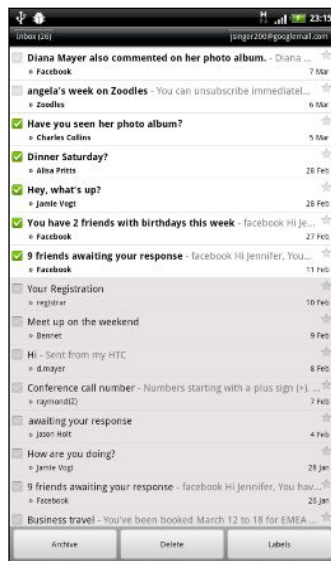 H 23:15
Inbox (26) jsinger200@googlemail.com
Diana Mayer also commented on her photo album. - Diana ...
» Facebook 7 Mar
angela's week on Zoodles - You can unsubscribe immediatel...
» Zoodles 6 Mar
Have you seen her photo album?
» Charles Collins 5 Mar
Dinner Saturday?
» Alisa Pritts 28 Feb
Hey, what's up?
» Jamie Vogt 28 Feb
You have 2 friends with birthdays this week - facebook Hi Je...
» Facebook 27 Feb
9 friends awaiting your response - facebook Hi Jennifer, You...
» Facebook 11 Feb
Your Registration
» registrar 10 Feb
Meet up on the weekend
» Bennet 9 Feb
Hi - Sent from my HTC
» d.mayer 8 Feb
Conference call number - Numbers starting with a plus sign (+). ...
» raymond(2) 7 Feb
awaiting your response
» Jason Holt 4 Feb
How are you doing?
» Jamie Vogt 28 Jan
9 friends awaiting your response - facebook Hi Jennifer, You hav...
» Facebook 26 Jan
Business travel - You've been booked March 12 to 18 for EMEA ...
Archive Delete Labels